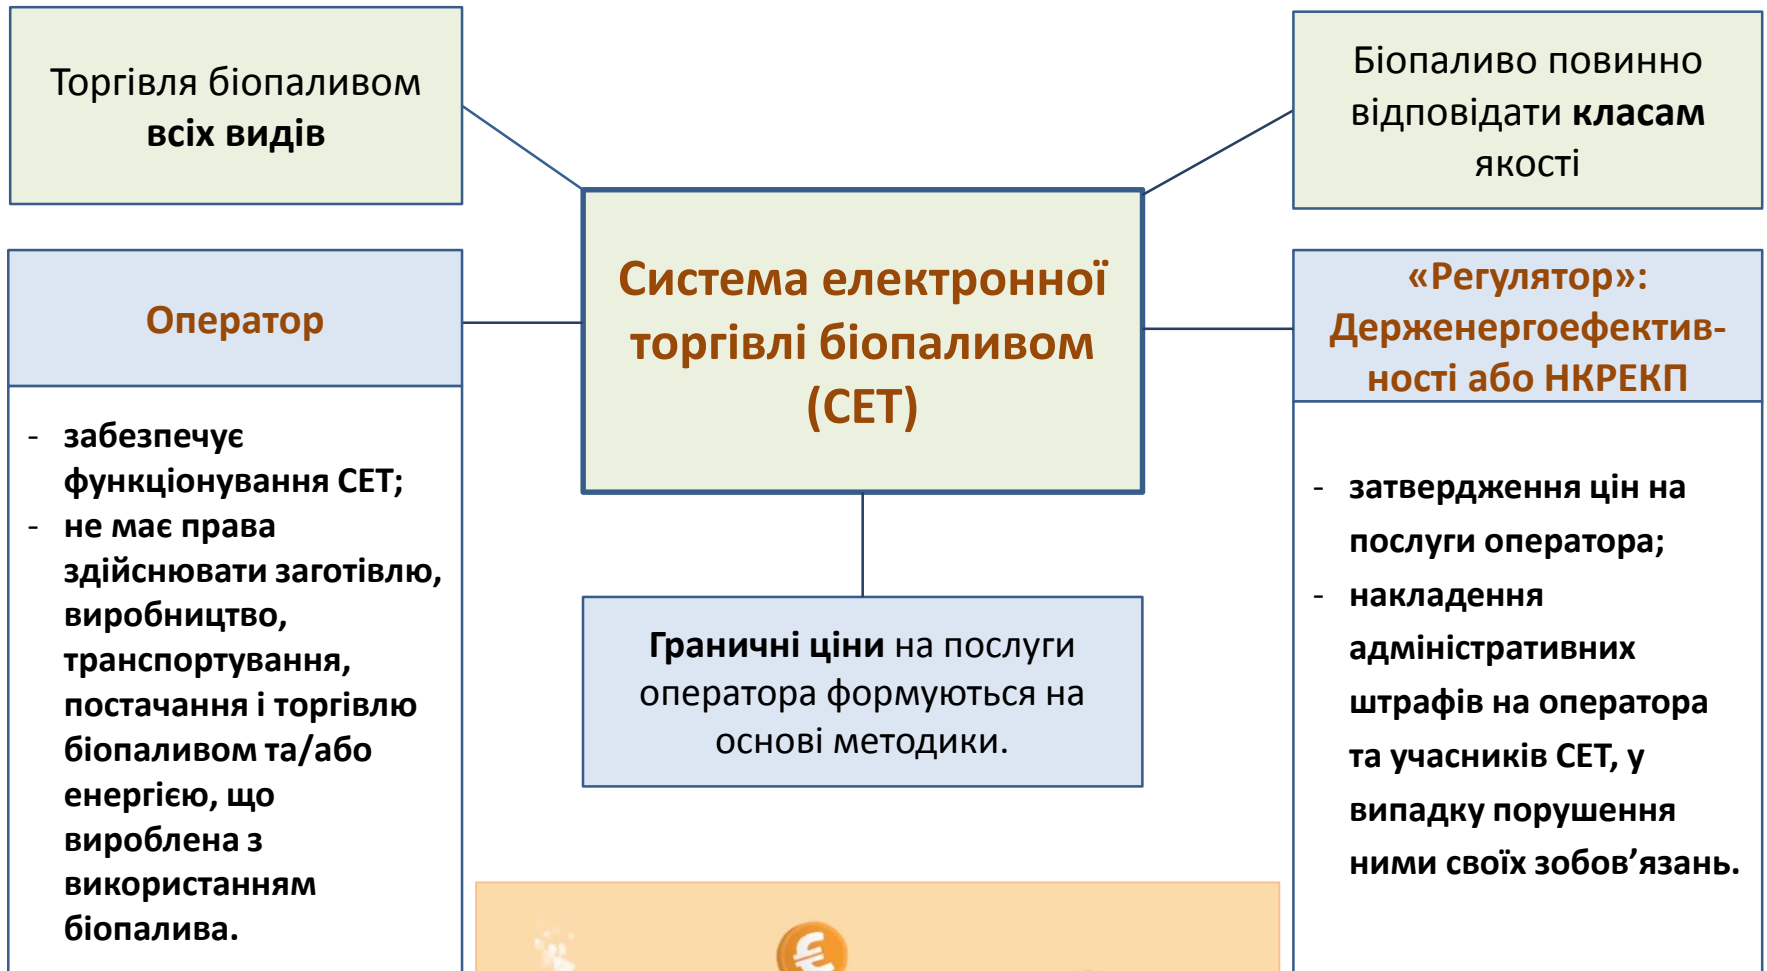 Торгівля біопаливом
всіх видів
Біопаливо повинно
відповідати класам
якості
Система електронної
торгівлі біопаливом
(СЕТ)
Оператор
- забезпечує
функціонування СЕТ;
- не має права
здійснювати заготівлю,
виробництво,
транспортування,
постачання і торгівлю
біопаливом та/або
енергією, що
вироблена з
використанням
біопалива.
Граничні ціни на послуги
оператора формуються на
основі методики.
«Регулятор»:
Держенергоефектив-
ності або НКРЕКП
- затвердження цін на
послуги оператора;
- накладення
адміністративних
штрафів на оператора
та учасників СЕТ, у
випадку порушення
ними своїх зобов’язань.
€